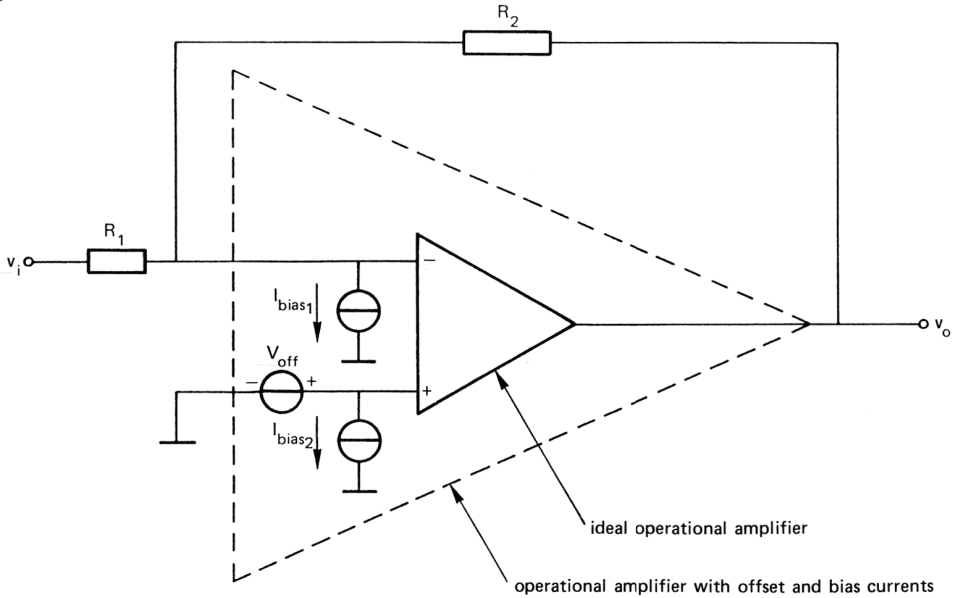 R2
R1
vi
−
Ibias1
Voff
− +
+
Ibias2
vo
ideal operational amplifier
operational amplifier with offset and bias currents